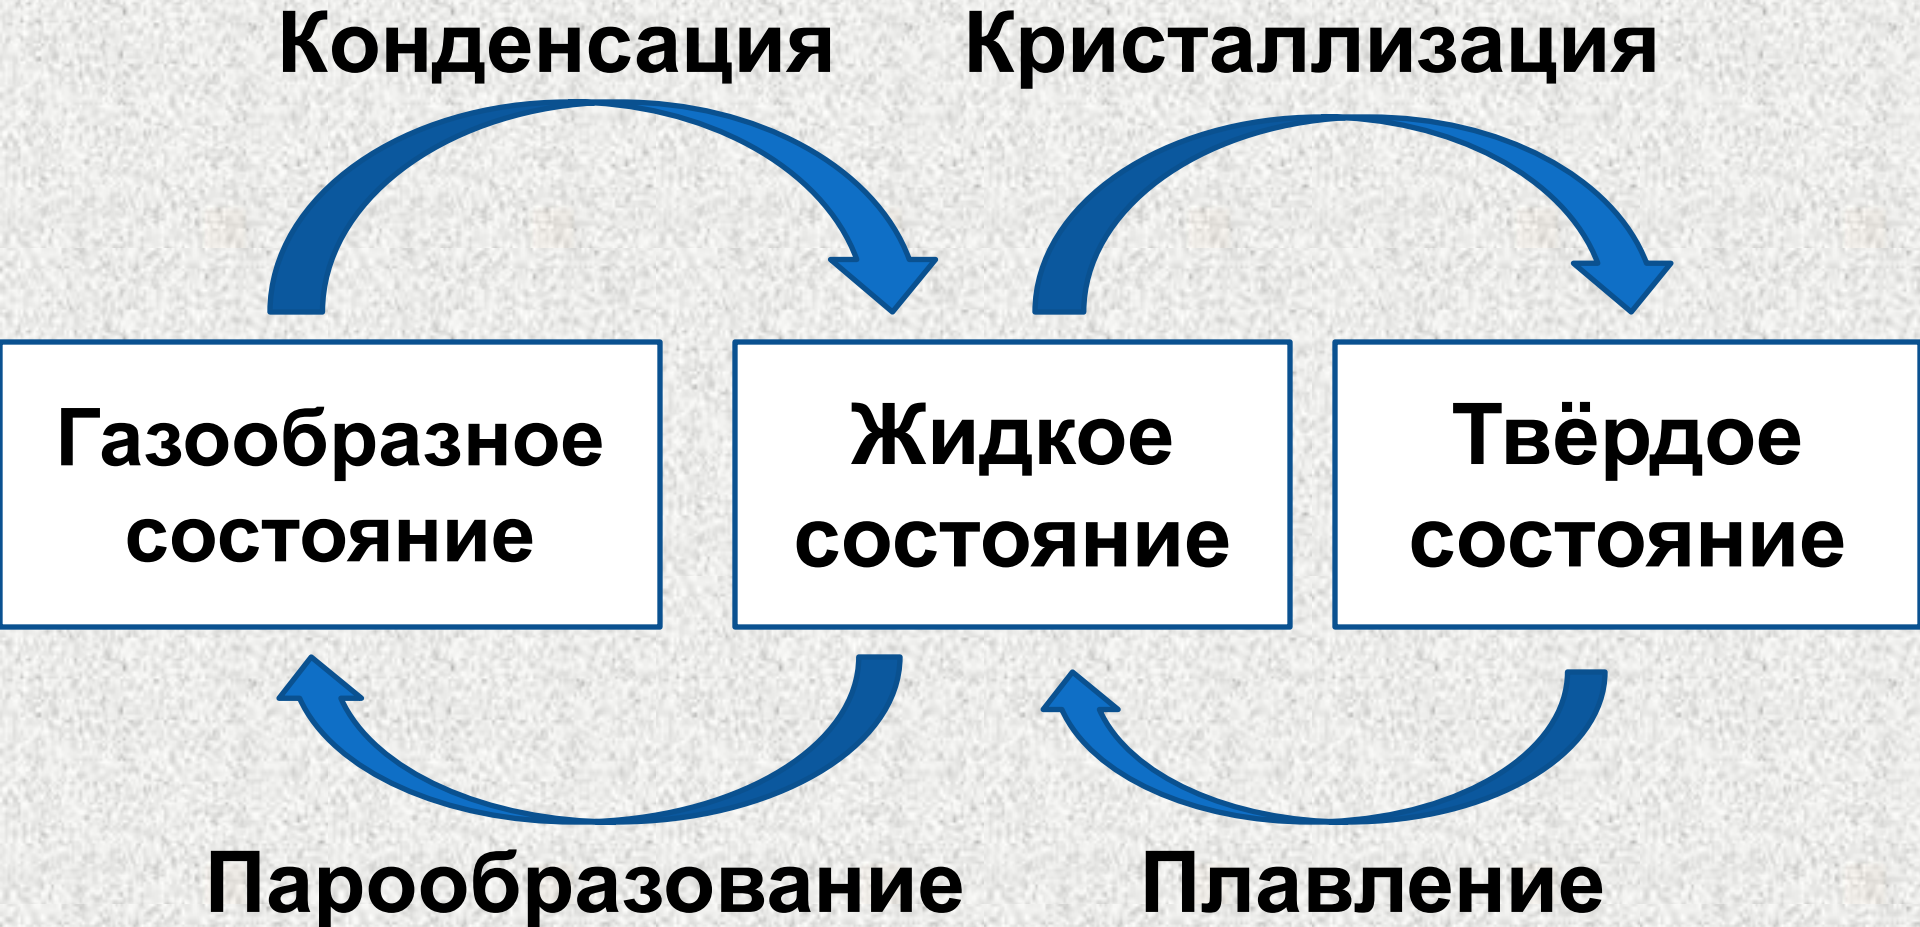 Конденсация
Кристаллизация
Газообразное
состояние
Жидкое
состояние
Твёрдое
состояние
Парообразование
Плавление